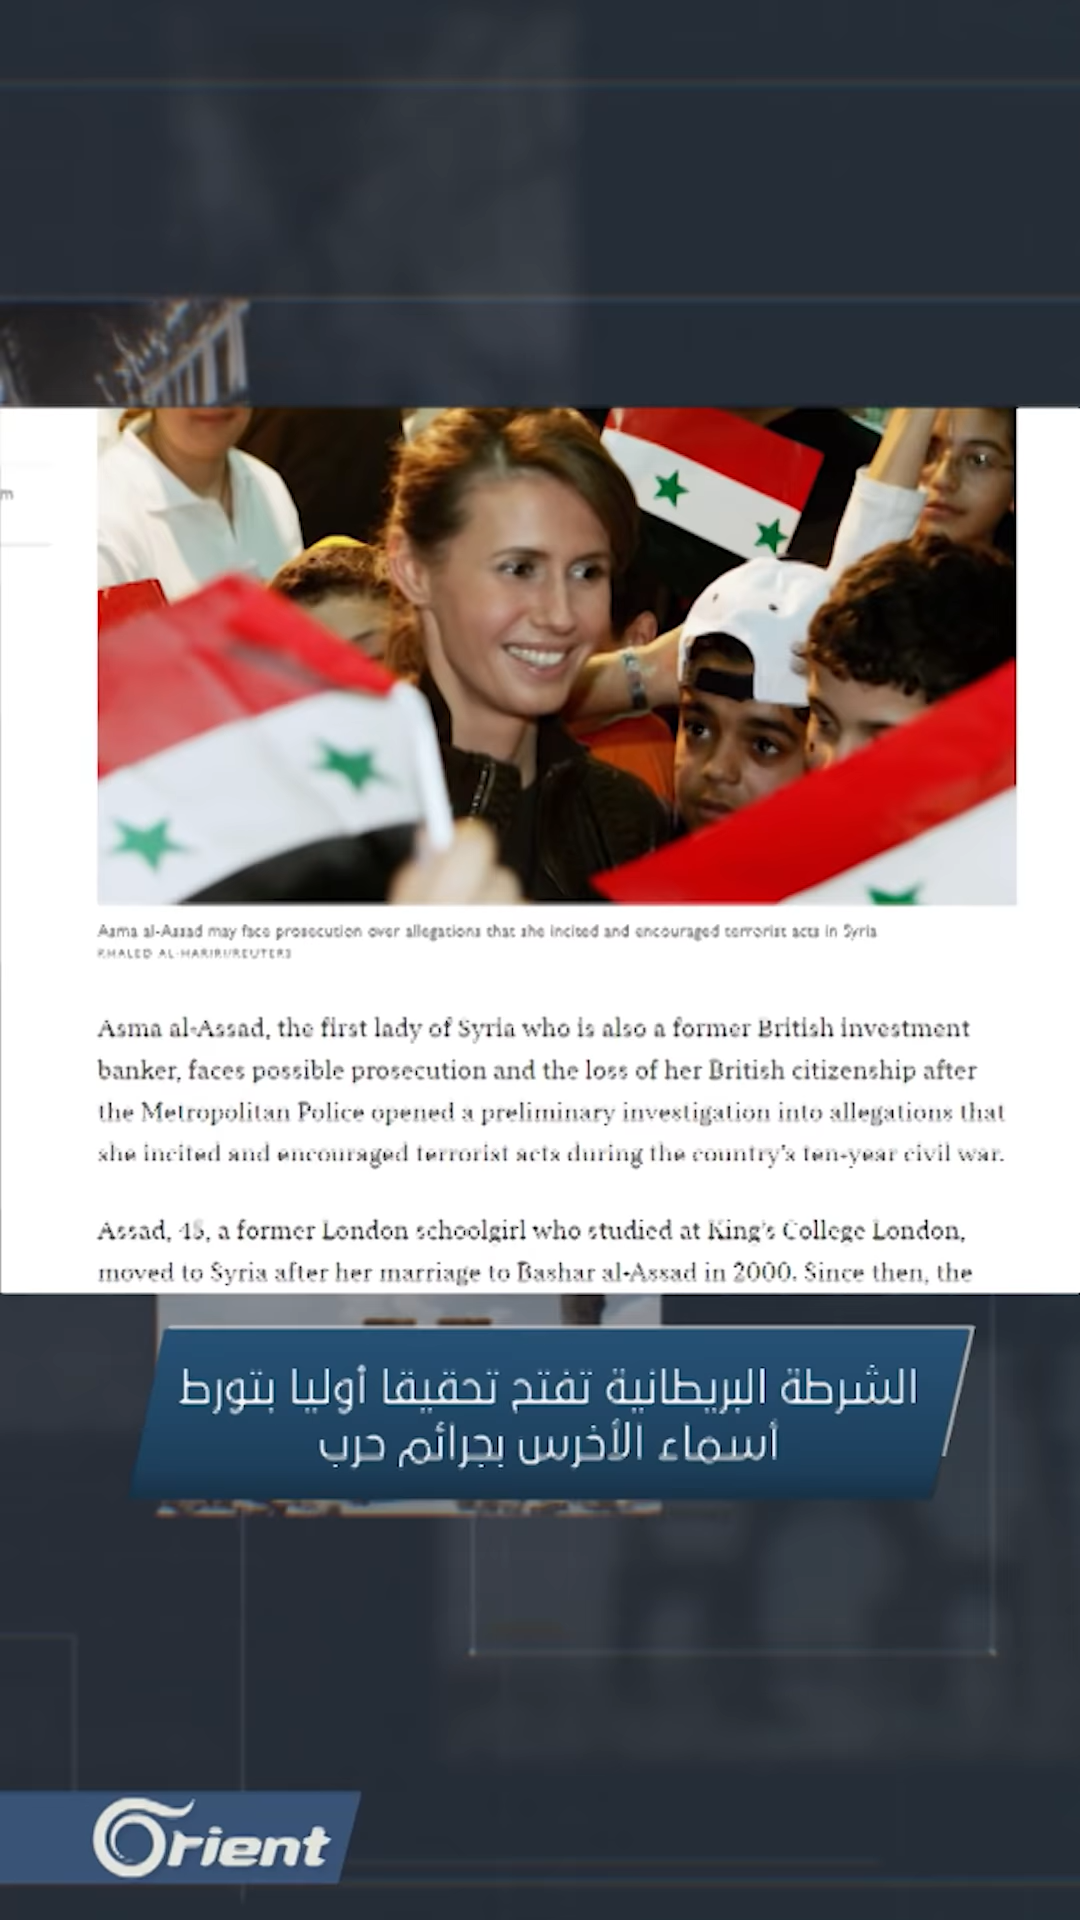 m
Asma al-Assad may face prosecution over allegations that she incited and encouraged terrorist acts in Syria
KHALED AL-HARIRI/REUTERS
Asma al-Assad, the first lady of Syria who is also a former British investment
banker, faces possible prosecution and the loss of her British citizenship after
the Metropolitan Police opened a preliminary investigation into allegations that
she incited and encouraged terrorist acts during the country's ten-year civil war.
Assad, 45, a former London schoolgirl who studied at King's College London,
moved to Syria after her marriage to Bashar al-Assad in 2000. Since then, the
الشرطة البريطانية تفتح تحقيقا أوليا بتورط
أسماء الأخرس بجرائم حرب
Orient